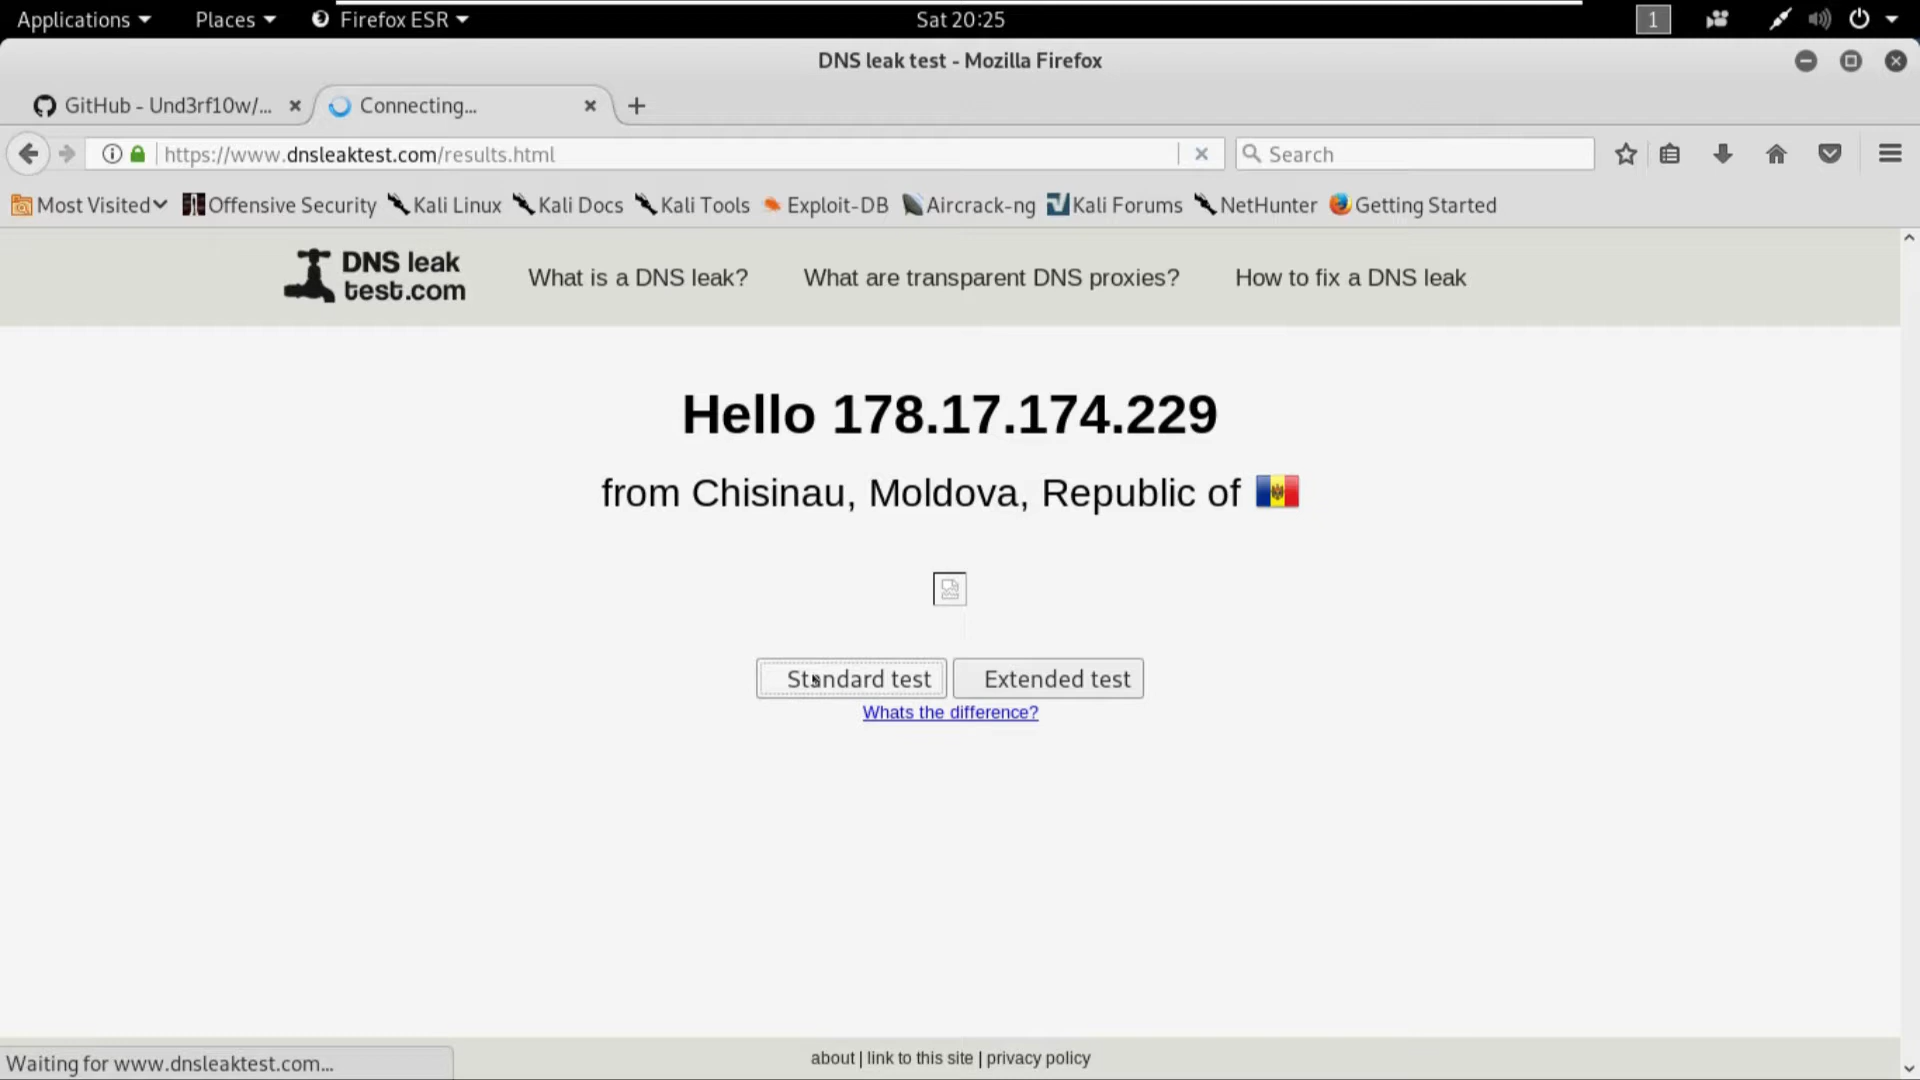 Applications Places Firefox ESR Sat 20:25 1
DNS leak test - Mozilla Firefox
GitHub - Und3rf10w/... Connecting...
https://www.dnsleaktest.com/results.html Search
Most Visited Offensive Security Kali Linux Kali Docs Kali Tools Exploit-DB Aircrack-ng Kali Forums NetHunter Getting Started
DNS leak
test.com
What is a DNS leak? What are transparent DNS proxies? How to fix a DNS leak
Hello 178.17.174.229
from Chisinau, Moldova, Republic of
Standard test Extended test
Whats the difference?
Waiting for www.dnsleaktest.com...
about | link to this site | privacy policy